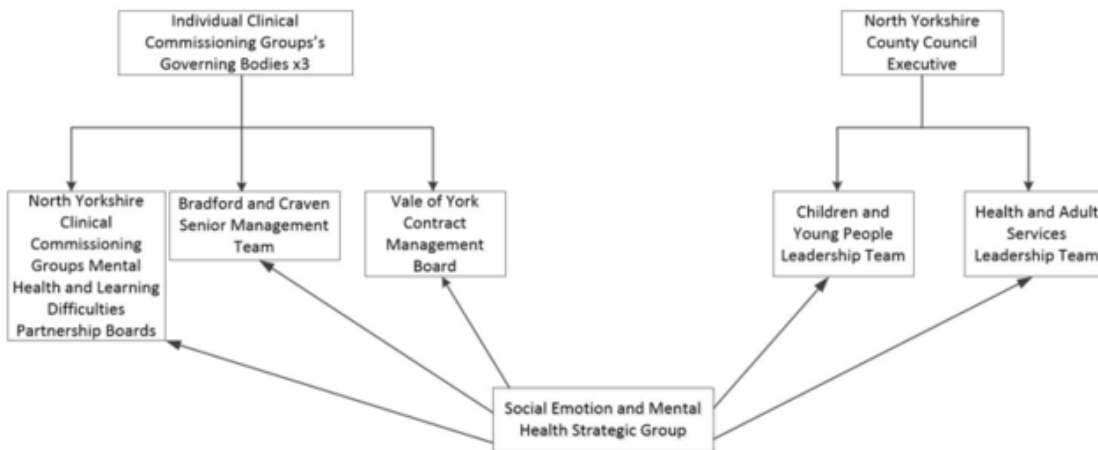 Individual Clinical
Commissioning Groups's
Governing Bodies x3
North Yorkshire
County Council
Executive
North Yorkshire
Clinical
Commissioning
Groups Mental
Health and Learning
Difficulties
Partnership Boards
Bradford and Craven
Senior Management
Team
Vale of York
Contract
Management
Board
Children and
Young People
Leadership Team
Health and Adult
Services
Leadership Team
Social Emotion and Mental
Health Strategic Group